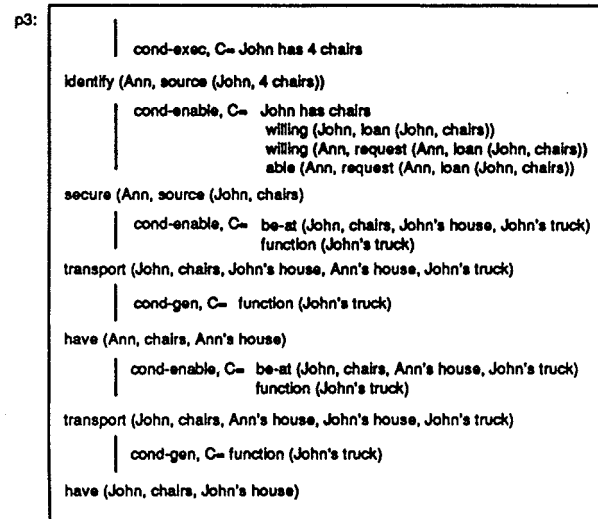 p3:
cond-exec, C= John has 4 chairs
identify (Ann, source (John, 4 chairs))
cond-enable, C= John has chairs
willing (John, loan (John, chairs))
willing (Ann, request (Ann, loan (John, chairs))
able (Ann, request (Ann, loan (John, chairs))
secure (Ann, source (John, chairs)
cond-enable, C= be-at (John, chairs, John's house, John's truck)
function (John's truck)
transport (John, chairs, John's house, Ann's house, John's truck)
cond-gen, C= function (John's truck)
have (Ann, chairs, Ann's house)
cond-enable, C= be-at (John, chairs, Ann's house, John's truck)
function (John's truck)
transport (John, chairs, Ann's house, John's house, John's truck)
cond-gen, C= function (John's truck)
have (John, chairs, John's house)